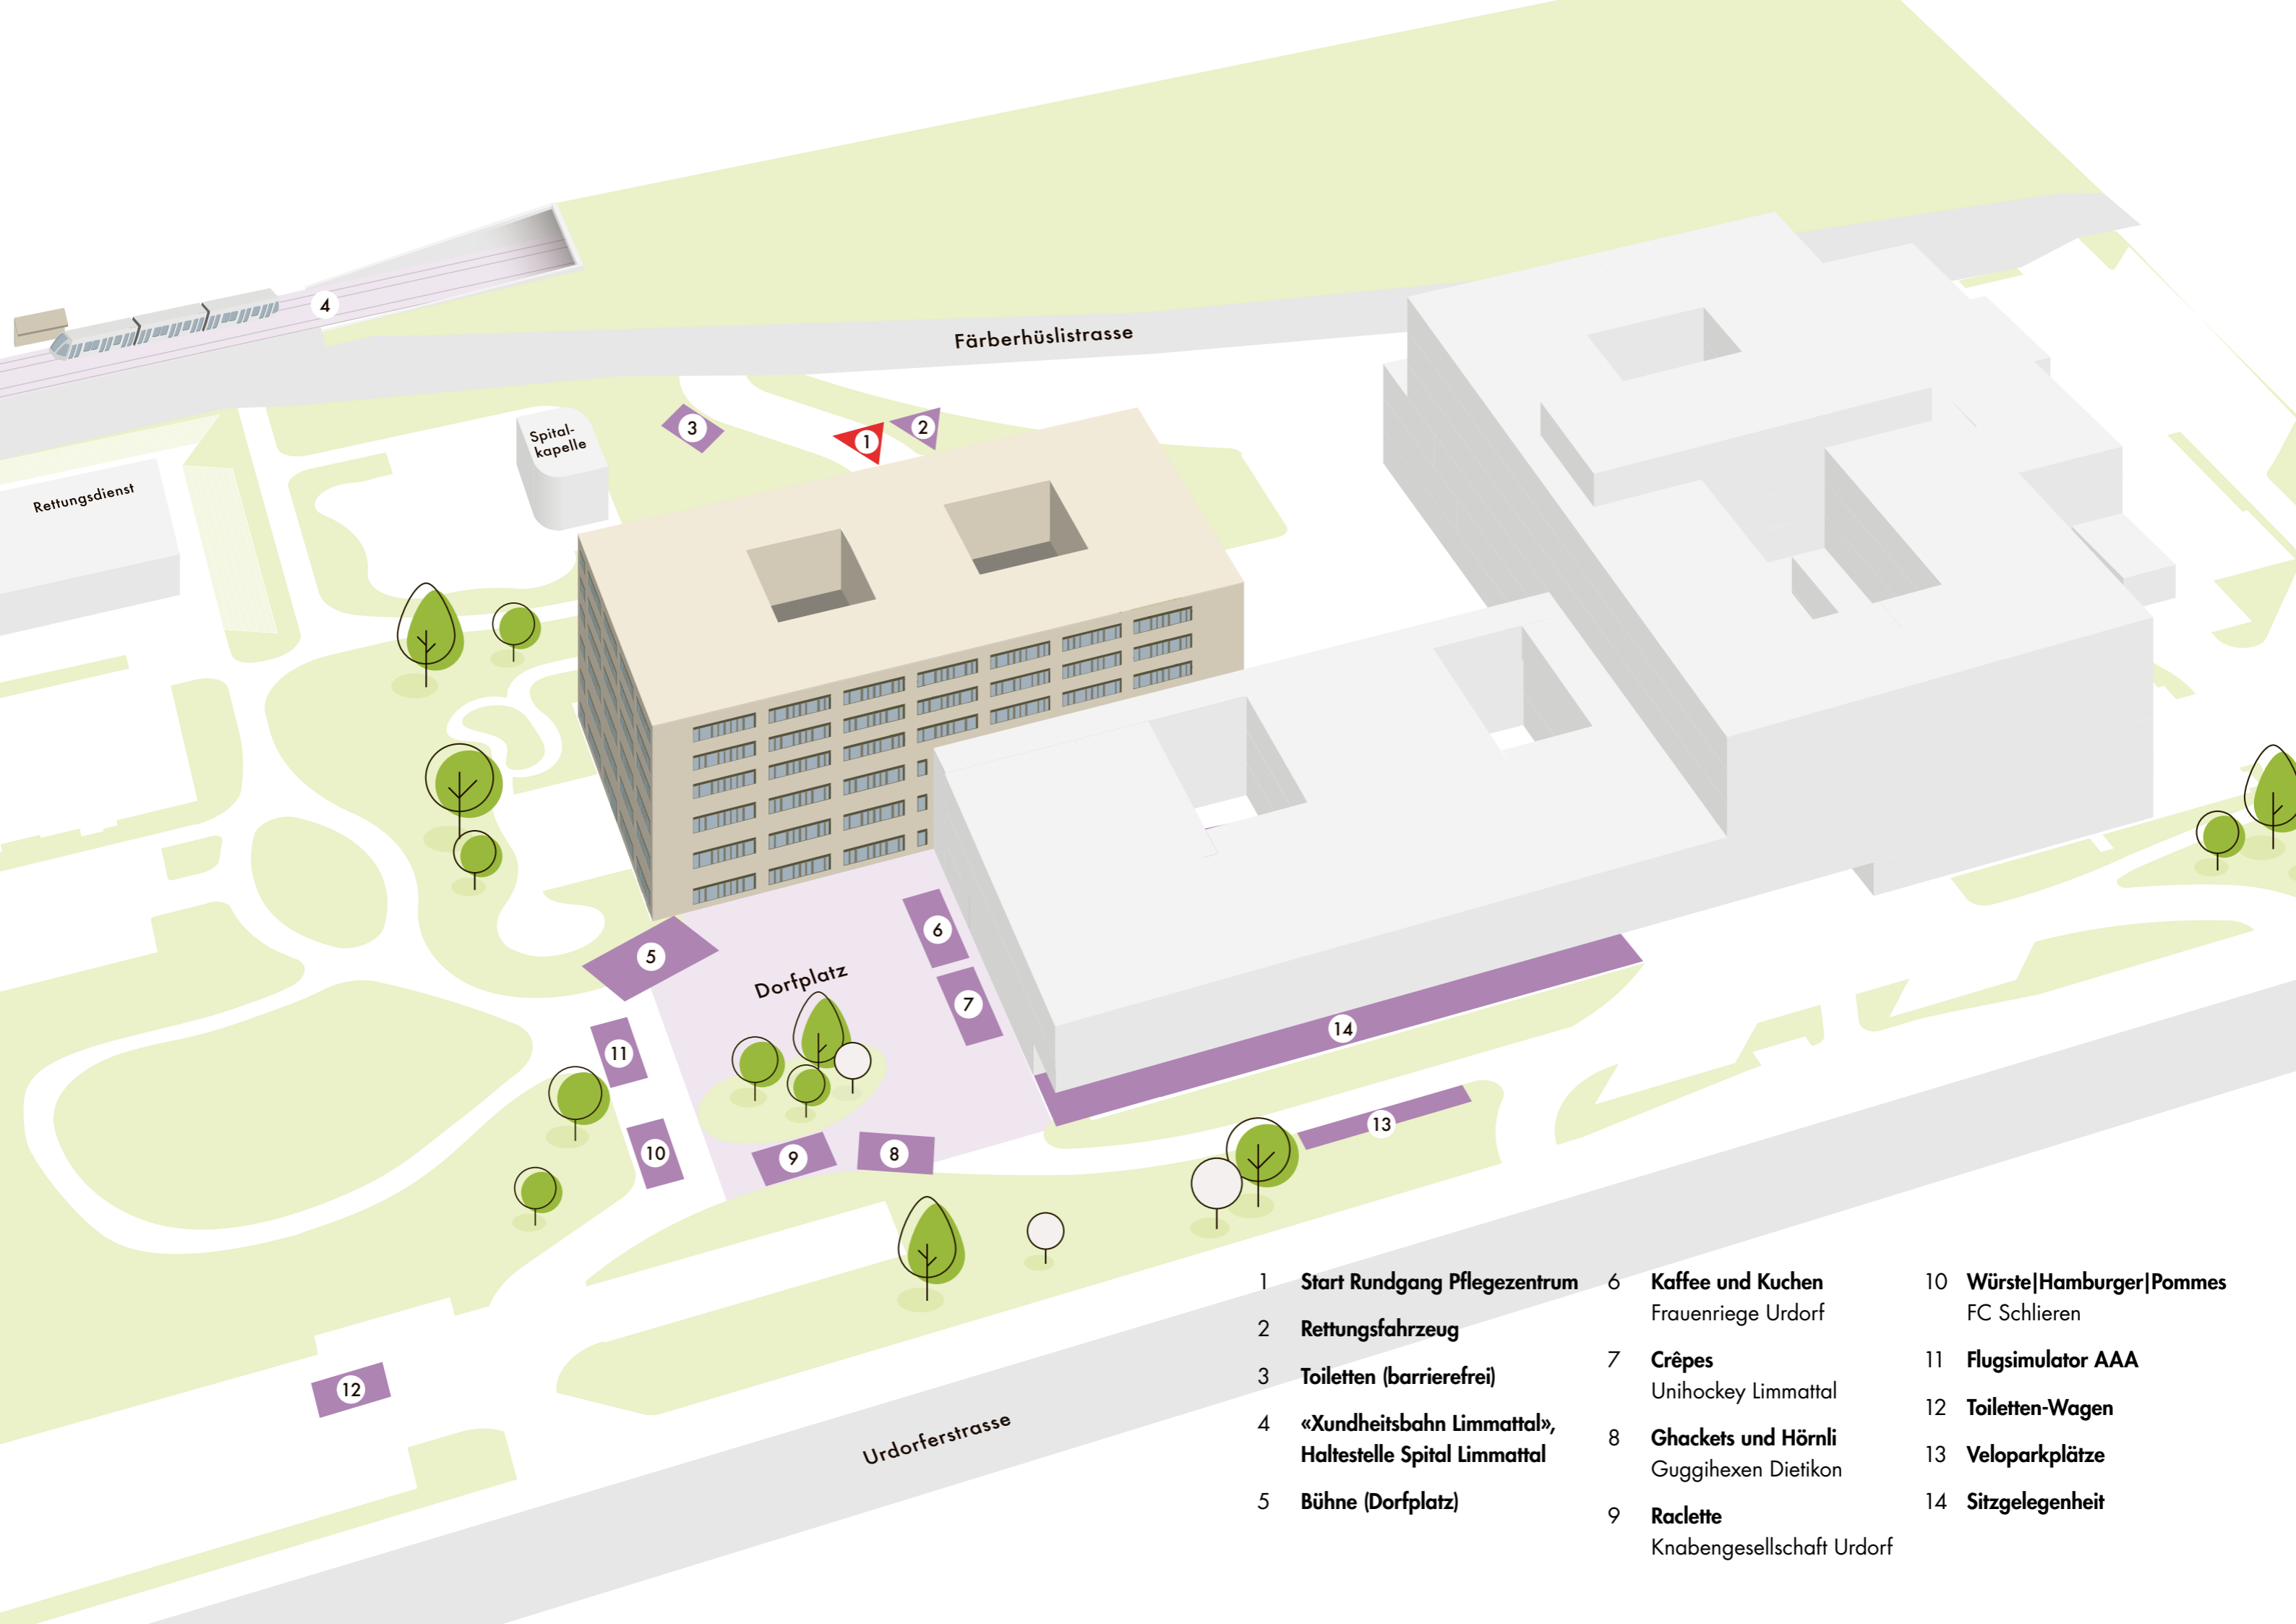 4
Färberhüslistrasse
3
1
2
Spital-
kapelle
Rettungsdienst
5
6
Dorfplatz
7
14
11
13
10
9
8
12
Urdorferstrasse
1 Start Rundgang Pflegezentrum
2 Rettungsfahrzeug
3 Toiletten (barrierefrei)
4 «Xundheitsbahn Limmattal»,
Haltestelle Spital Limmattal
5 Bühne (Dorfplatz)
6 Kaffee und Kuchen
Frauenriege Urdorf
7 Crêpes
Unihockey Limmattal
8 Ghackets und Hörnli
Guggihexen Dietikon
9 Raclette
Knabengesellschaft Urdorf
10 Würste|Hamburger|Pommes
FC Schlieren
11 Flugsimulator AAA
12 Toiletten-Wagen
13 Veloparkplätze
14 Sitzgelegenheit